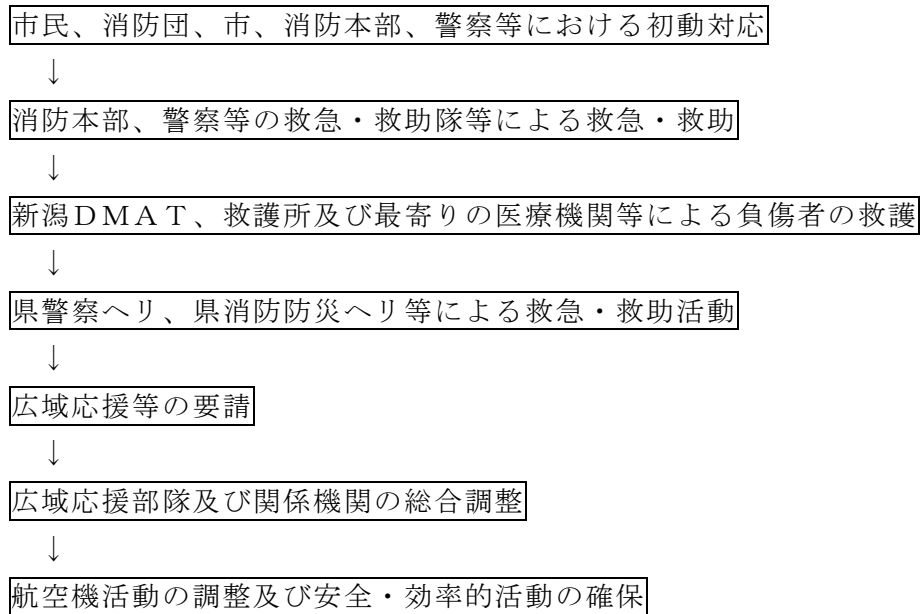 市民、消防団、市、消防本部、警察等における初動対応
↓
消防本部、警察等の救急・救助隊等による救急・救助
↓
新潟ＤＭＡＴ、救護所及び最寄りの医療機関等による負傷者の救護
↓
県警察ヘリ、県消防防災ヘリ等による救急・救助活動
↓
広域応援等の要請
↓
広域応援部隊及び関係機関の総合調整
↓
航空機活動の調整及び安全・効率的活動の確保